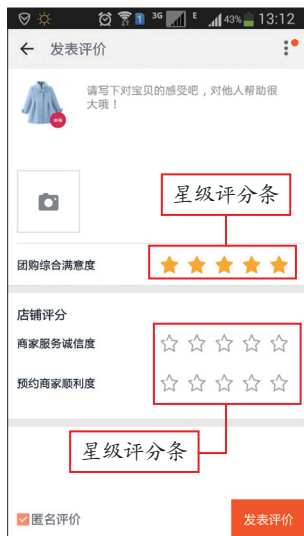 1 3G E 43% 13:12
发表评价
请写下对宝贝的感受吧，对他人帮助很
大哦！
星级评分条
团购综合满意度
店铺评分
商家服务诚信度
预约商家顺利度
星级评分条
匿名评价
发表评价